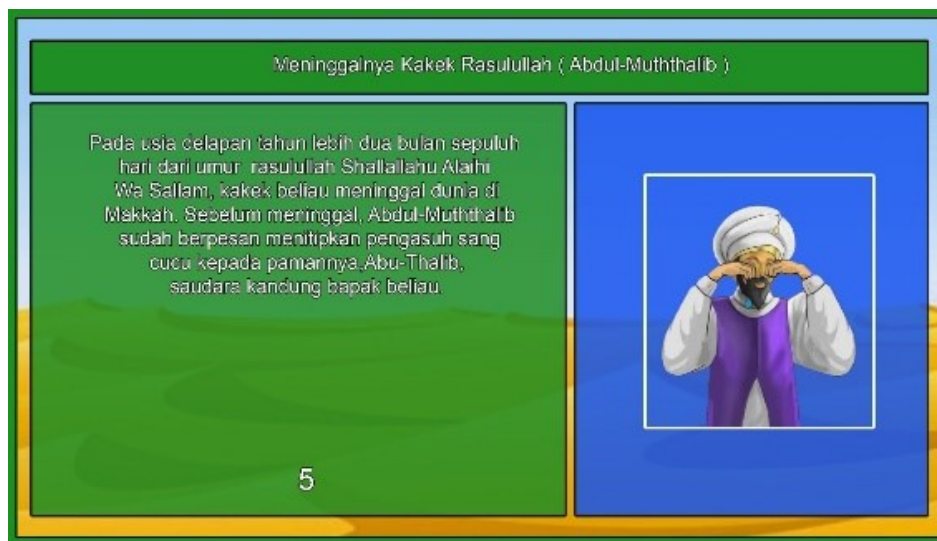 Meninggalnya Kakek Rasulullah ( Abdul-Muththalib )
Pada usia delapan tahun lebih dua bulan sepuluh
hari dari umur rasulullah Shallallahu Alaihi
Wa Sallam, kakek beliau meninggal dunia di
Makkah. Sebelum meninggal, Abdul-Muththalib
sudah berpesan menitipkan pengasuh sang
cucu kepada pamannya,Abu-Thalib,
saudara kandung bapak beliau.
5